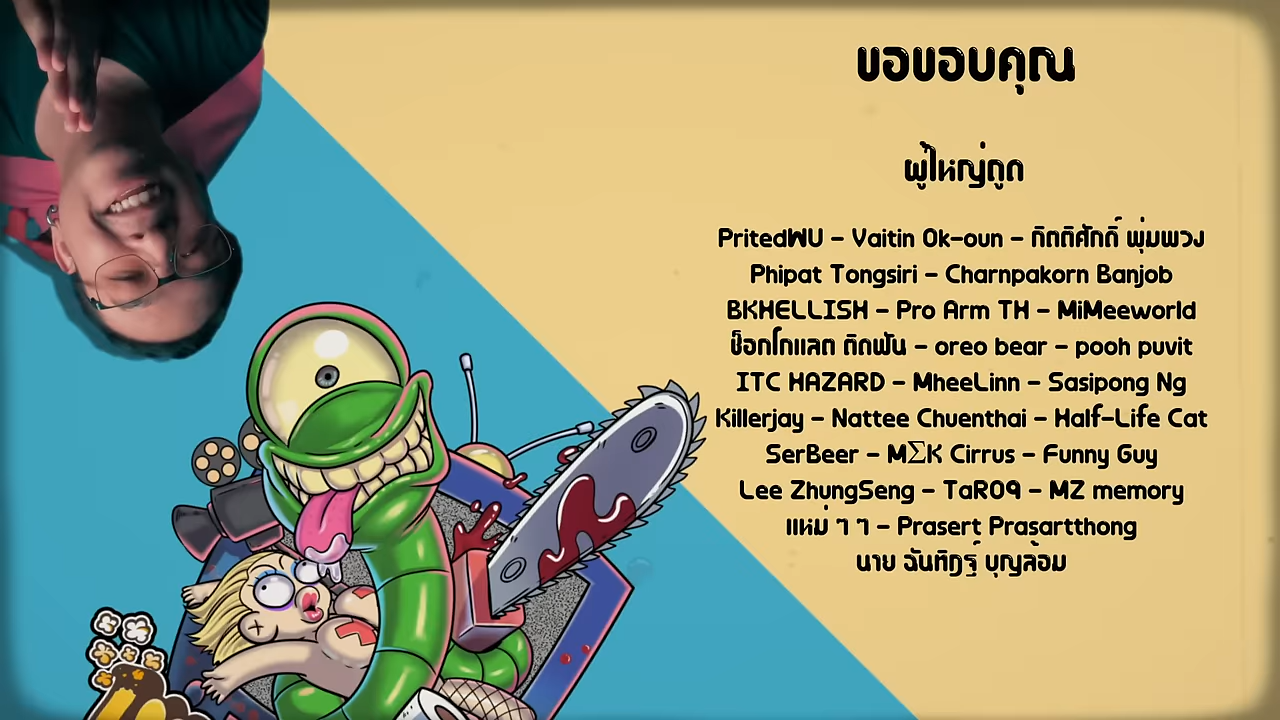 ขอขอบคุณ
ผู้ใหญ่ถูด
PritedWU - Vaitin Ok-oun - กิตติศักดิ์ พุ่มพวง
Phipat Tongsiri - Charnpakorn Banjob
BKHELLISH - Pro Arm TH - MiMeeworld
ช็อกโกแลต ติดฟัน - oreo bear - pooh puvit
ITC HAZARD - MheeLinn - Sasipong Ng
Killerjay - Nattee Chuenthai - Half-Life Cat
SerBeer - MΣK Cirrus - Funny Guy
Lee ZhungSeng - TaRO9 - MZ memory
แหม่ ๆ ๆ - Prasert Prasartthong
นาย ฉันทิฏฐ์ บุญล้อม